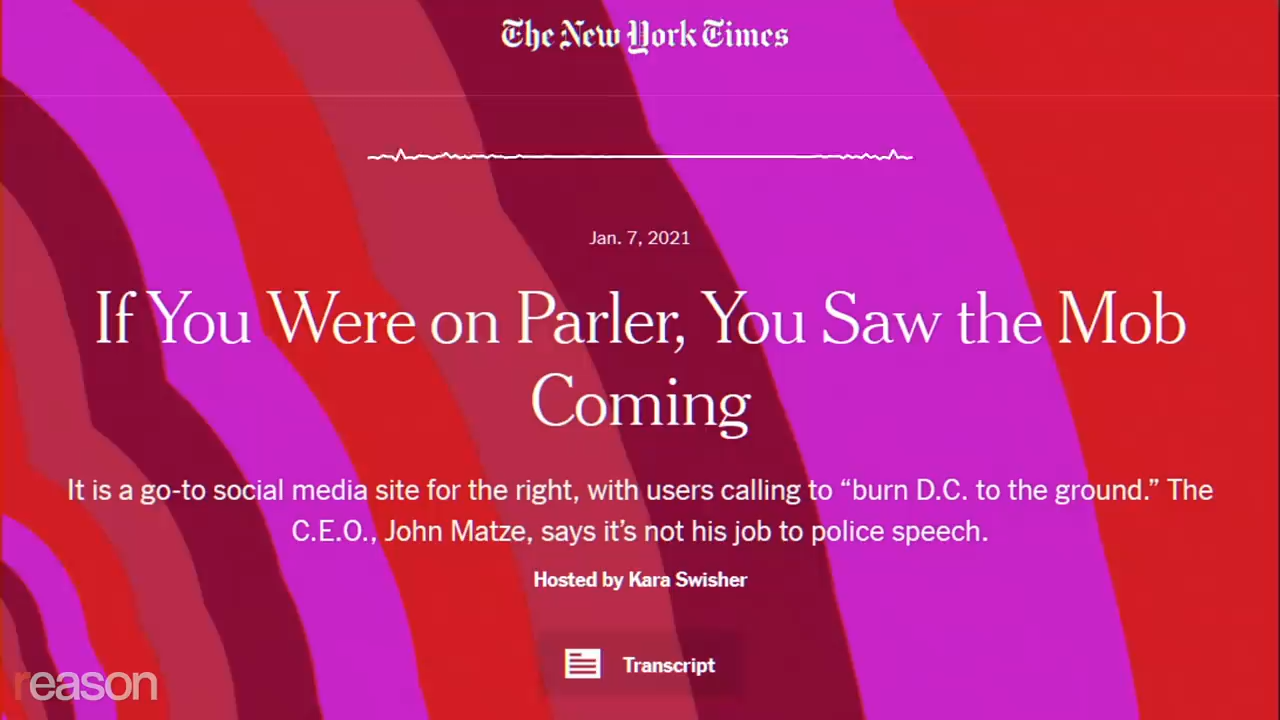 The New York Times
Jan. 7, 2021
If You Were on Parler, You Saw the Mob
Coming
It is a go-to social media site for the right, with users calling to “burn D.C. to the ground.” The
C.E.O., John Matze, says it’s not his job to police speech.
Hosted by Kara Swisher
Transcript
reason